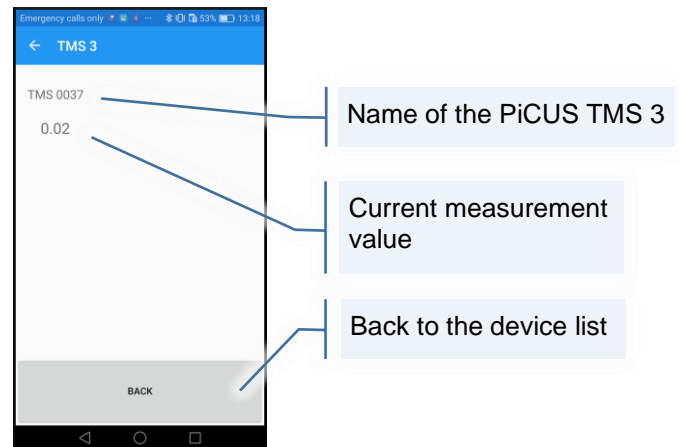 Emergency calls only ... 53% 13:18
TMS 3
TMS 0037
0.02
Name of the PiCUS TMS 3
Current measurement
value
Back to the device list
BACK